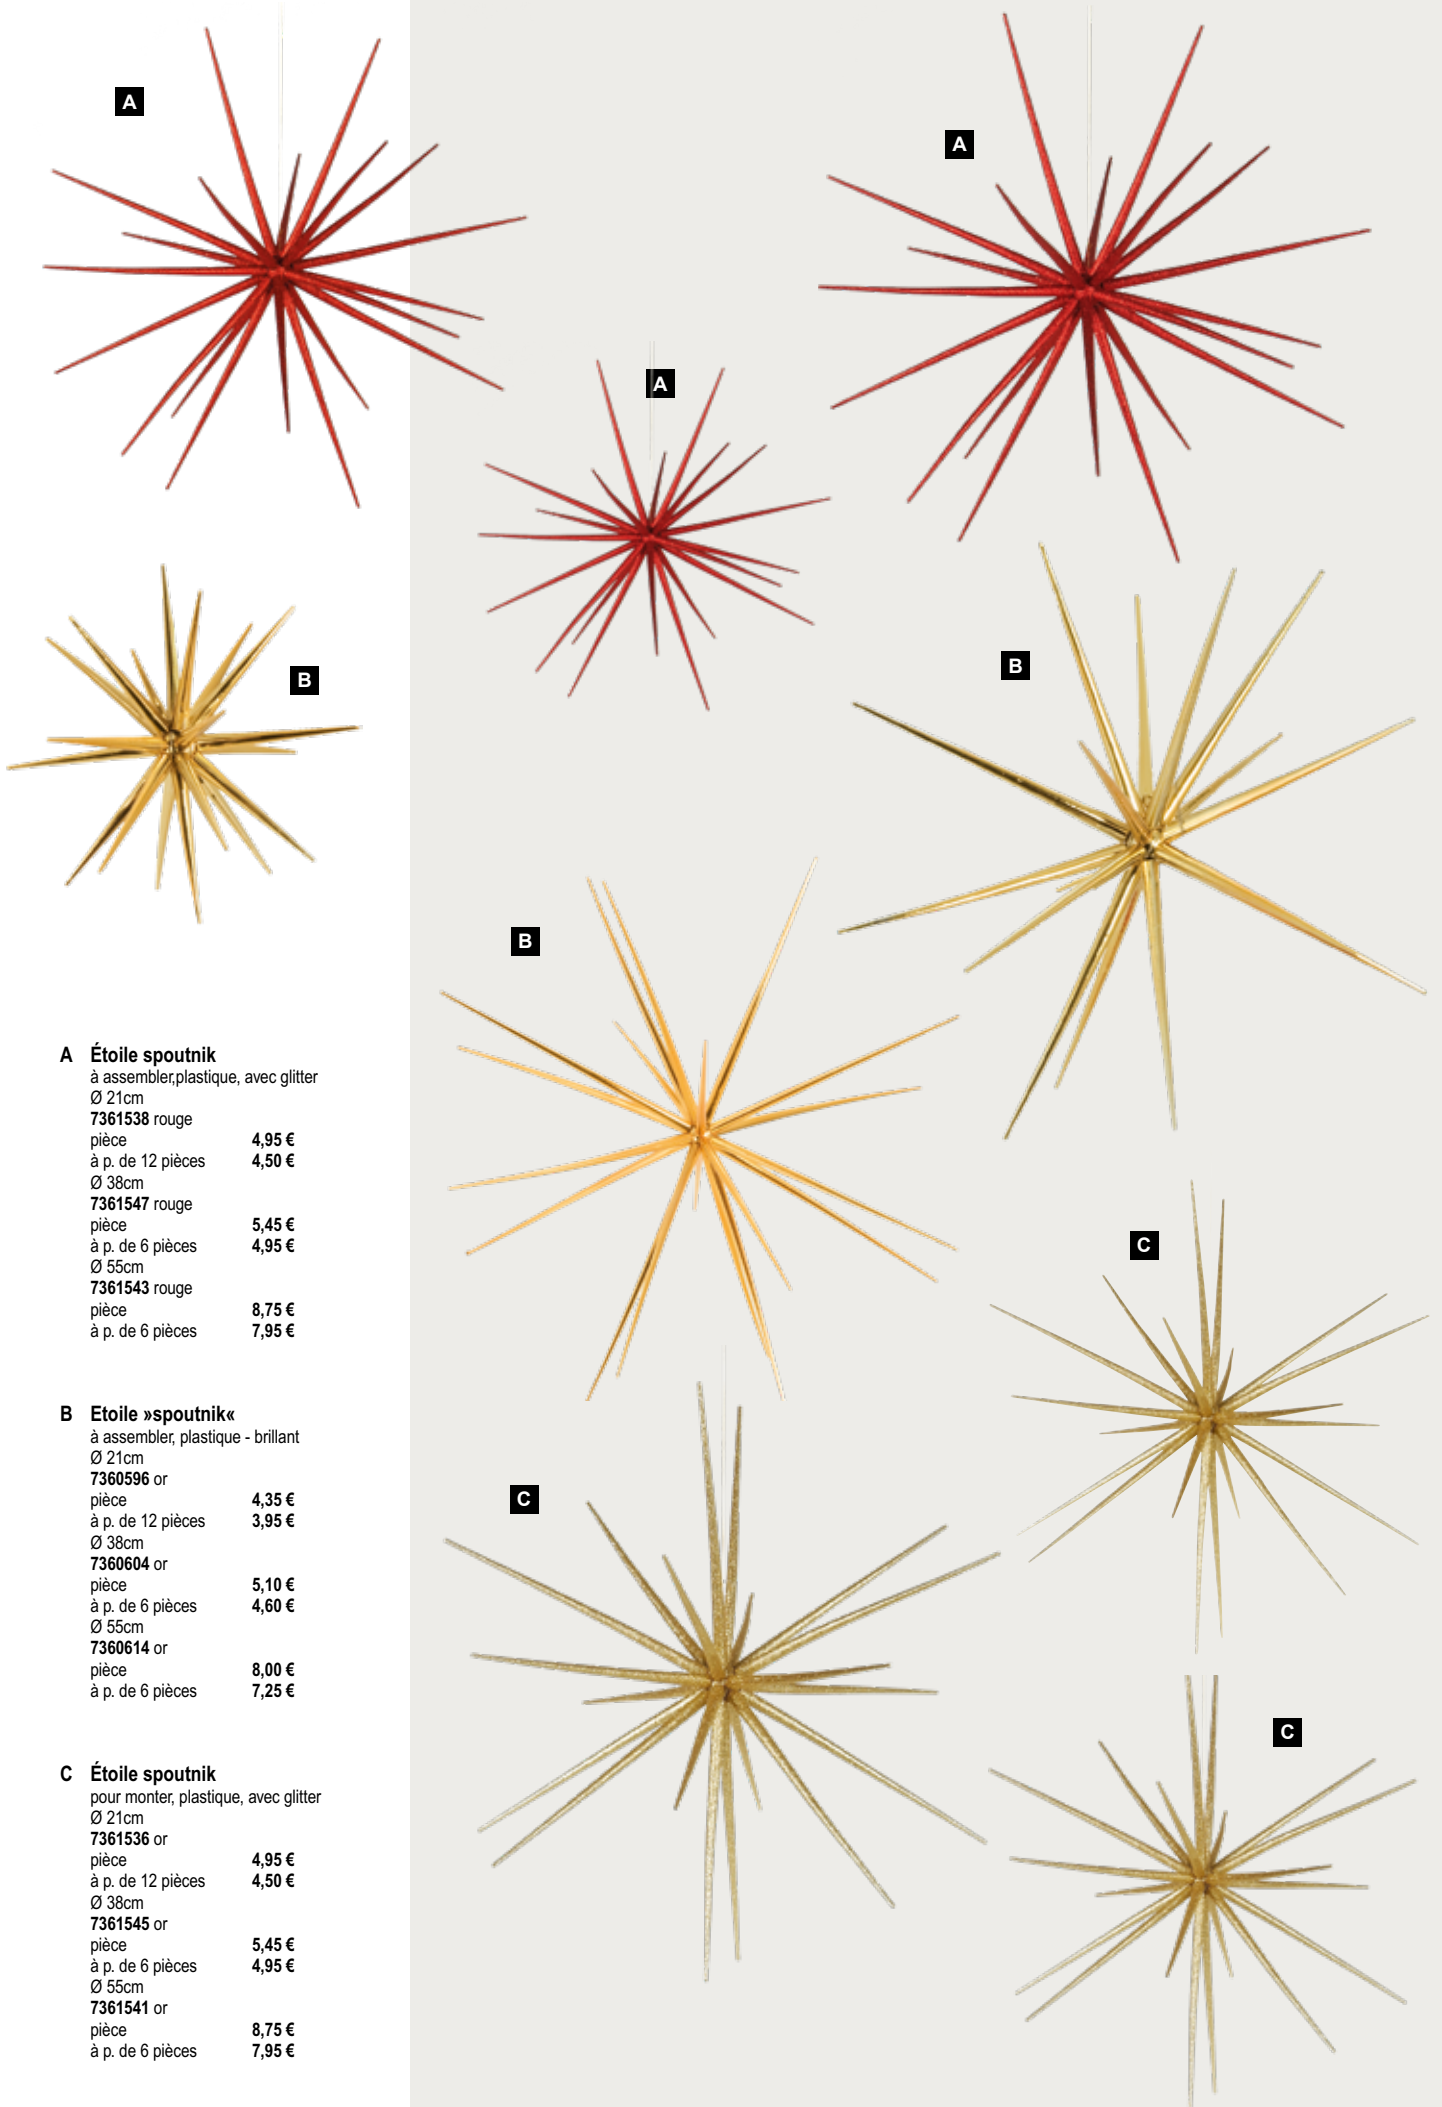 A
A
A
B
B
B
C
C
C
A Étoile spoutnik
à assembler,plastique, avec glitter
Ø 21cm
7361538 rouge
pièce 4,95 €
à p. de 12 pièces 4,50 €
Ø 38cm
7361547 rouge
pièce 5,45 €
à p. de 6 pièces 4,95 €
Ø 55cm
7361543 rouge
pièce 8,75 €
à p. de 6 pièces 7,95 €
B Etoile »spoutnik«
à assembler, plastique - brillant
Ø 21cm
7360596 or
pièce 4,35 €
à p. de 12 pièces 3,95 €
Ø 38cm
7360604 or
pièce 5,10 €
à p. de 6 pièces 4,60 €
Ø 55cm
7360614 or
pièce 8,00 €
à p. de 6 pièces 7,25 €
C Étoile spoutnik
pour monter, plastique, avec glitter
Ø 21cm
7361536 or
pièce 4,95 €
à p. de 12 pièces 4,50 €
Ø 38cm
7361545 or
pièce 5,45 €
à p. de 6 pièces 4,95 €
Ø 55cm
7361541 or
pièce 8,75 €
à p. de 6 pièces 7,95 €